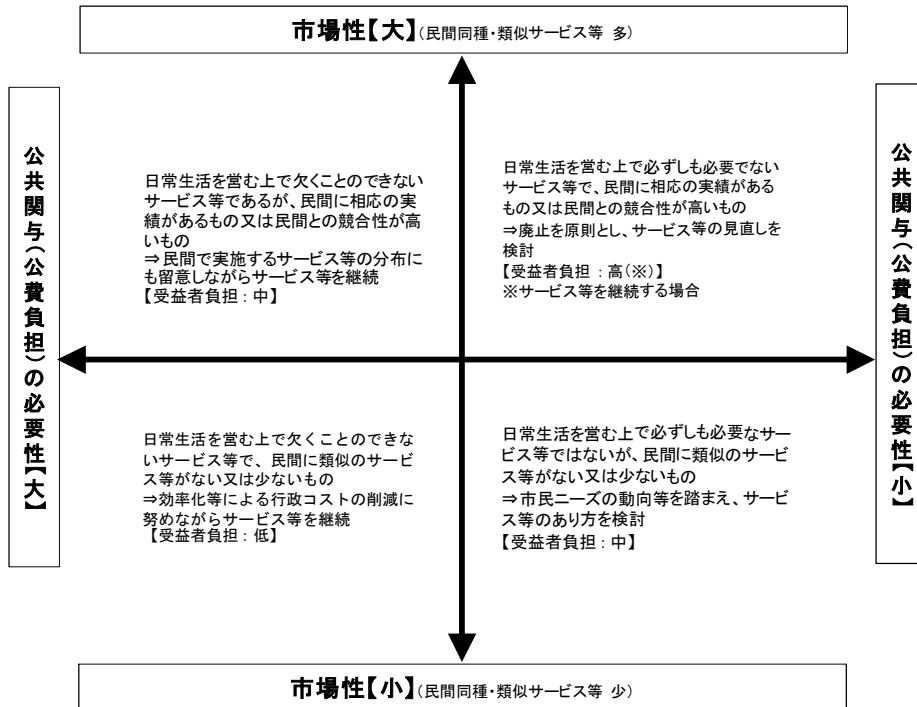 市場性【大】(民間同種・類似サービス等 多)
公共関与(公費負担)の必要性【大】
日常生活を営む上で欠くことのできない
サービス等であるが、民間に相応の実
績があるもの又は民間との競合性が高
いもの
⇒民間で実施するサービス等の分布に
も留意しながらサービス等を継続
【受益者負担：中】
日常生活を営む上で必ずしも必要でない
サービス等で、民間に相応の実績がある
もの又は民間との競合性が高いもの
⇒廃止を原則とし、サービス等の見直しを
検討
【受益者負担：高(※)】
※サービス等を継続する場合
公共関与(公費負担)の必要性【小】
日常生活を営む上で欠くことのできな
いサービス等で、民間に類似のサービ
ス等がない又は少ないもの
⇒効率化等による行政コストの削減に
努めながらサービス等を継続
【受益者負担：低】
日常生活を営む上で必ずしも必要なサー
ビス等ではないが、民間に類似のサービ
ス等がない又は少ないもの
⇒市民ニーズの動向等を踏まえ、サービ
ス等のあり方を検討
【受益者負担：中】
市場性【小】(民間同種・類似サービス等 少)